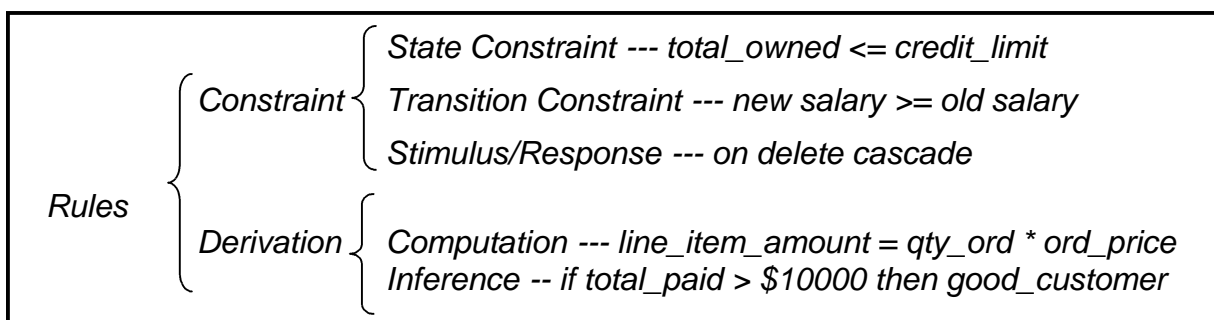 State Constraint --- total_owned <= credit_limit
Constraint
Transition Constraint --- new salary >= old salary
Stimulus/Response --- on delete cascade
Rules
Derivation
Computation --- line_item_amount = qty_ord * ord_price
Inference -- if total_paid > $10000 then good_customer